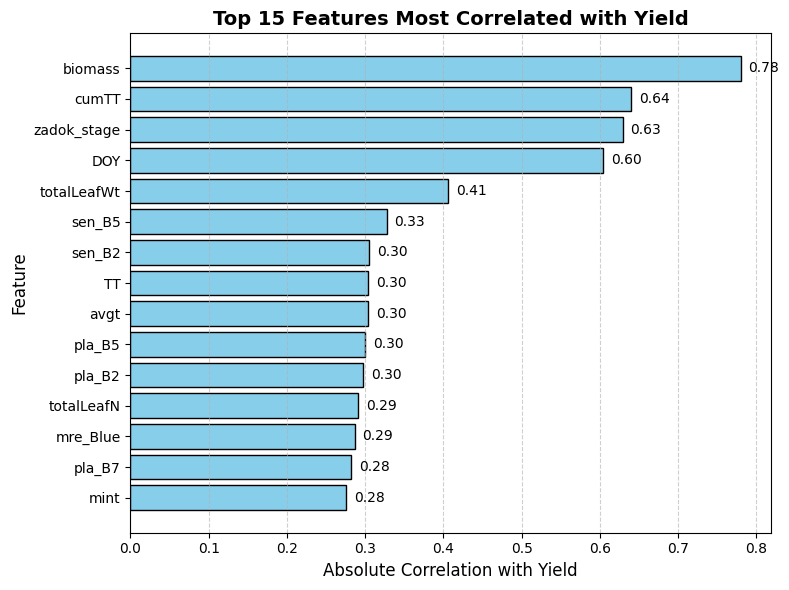 Top 15 Features Most Correlated with Yield
Feature
biomass 0.78
cumTT 0.64
zadok_stage 0.63
DOY 0.60
totalLeafWt 0.41
sen_B5 0.33
sen_B2 0.30
TT 0.30
avgt 0.30
pla_B5 0.30
pla_B2 0.30
totalLeafN 0.29
mre_Blue 0.29
pla_B7 0.28
mint 0.28
0.0 0.1 0.2 0.3 0.4 0.5 0.6 0.7 0.8
Absolute Correlation with Yield